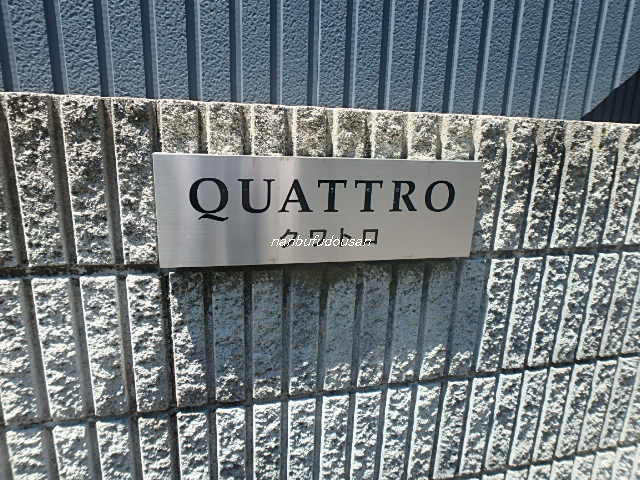 QUATTRO
クワトロ
nanbufudousan